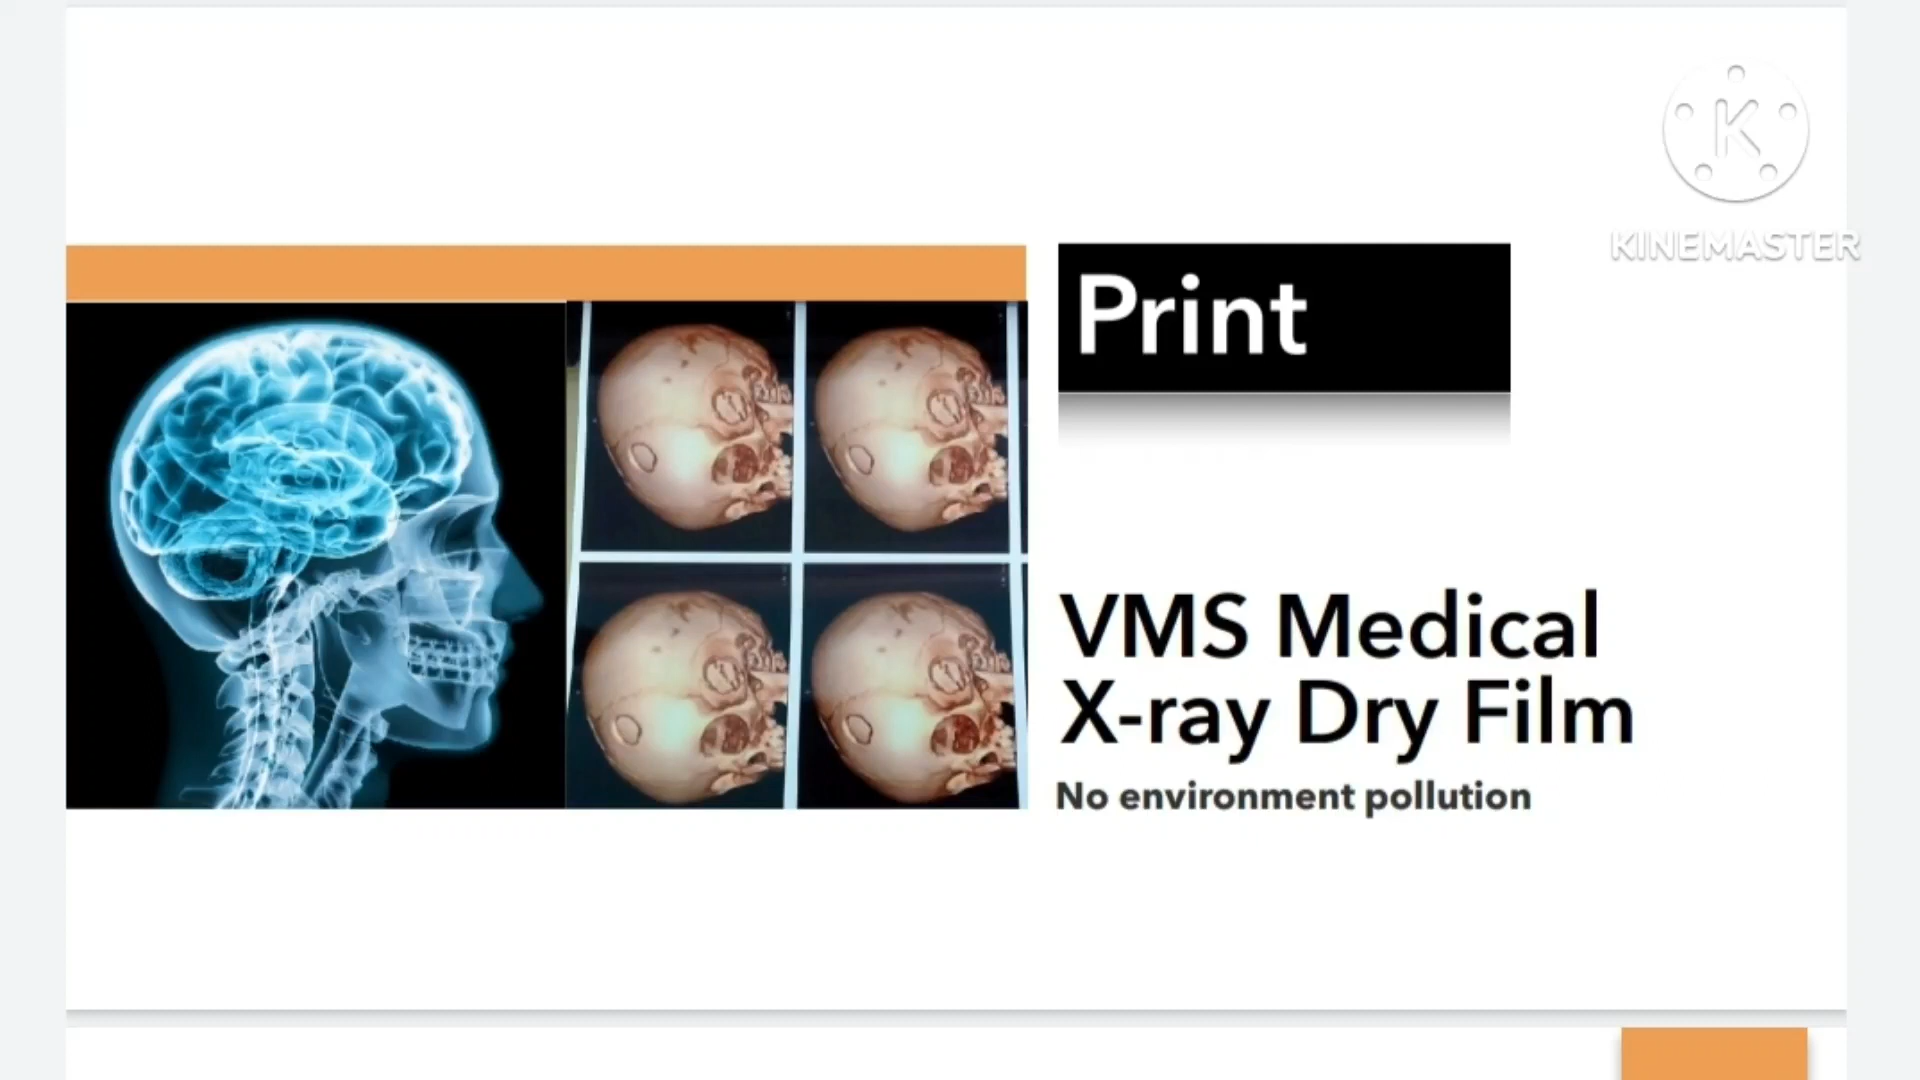 K
KINEMASTER
Print
VMS Medical
X-ray Dry Film
No environment pollution